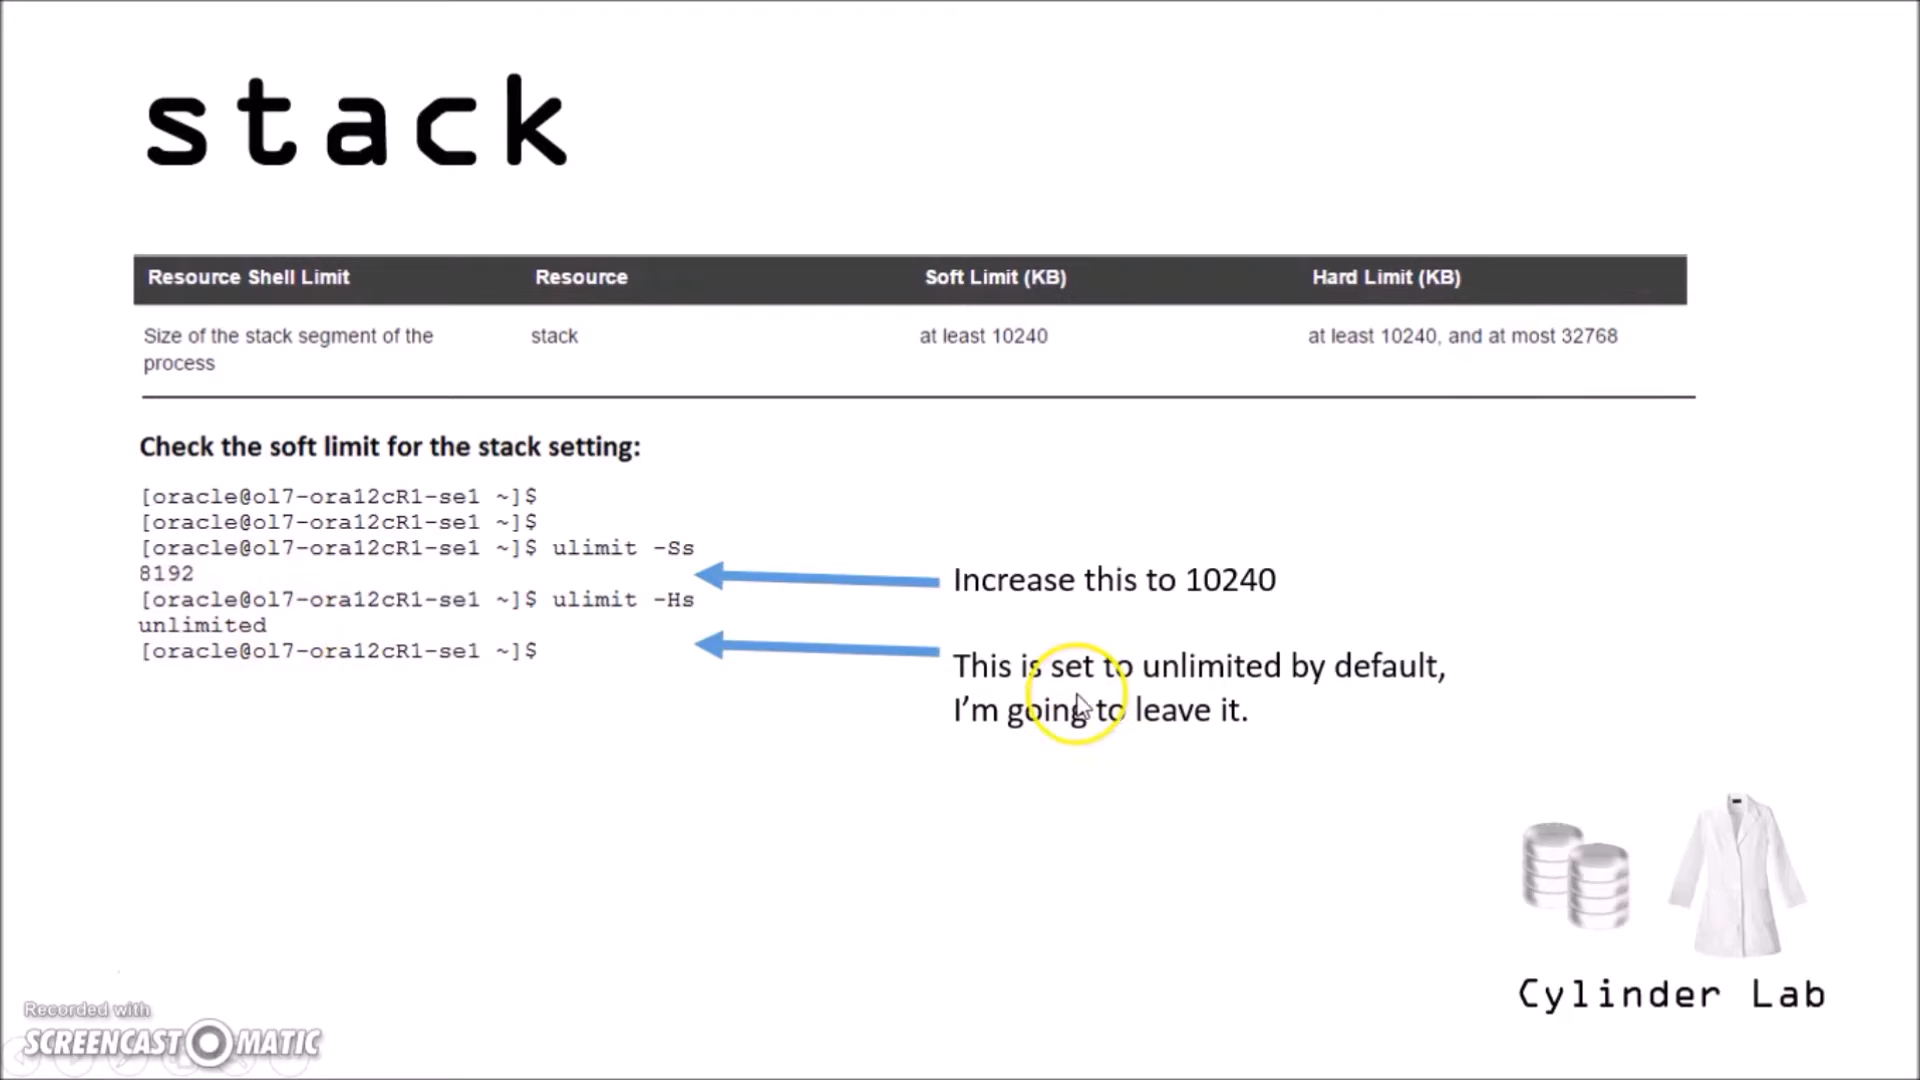 stack
Resource Shell Limit Resource Soft Limit (KB) Hard Limit (KB)
Size of the stack segment of the stack at least 10240 at least 10240, and at most 32768
process
Check the soft limit for the stack setting:
[oracle@ol7-ora12cR1-se1 ~]$
[oracle@ol7-ora12cR1-se1 ~]$
[oracle@ol7-ora12cR1-se1 ~]$ ulimit -Ss
8192
[oracle@ol7-ora12cR1-se1 ~]$ ulimit -Hs
unlimited
[oracle@ol7-ora12cR1-se1 ~]$
Increase this to 10240
This is set to unlimited by default,
I'm going to leave it.
Cylinder Lab
Recorded with
SCREENCAST MATIC